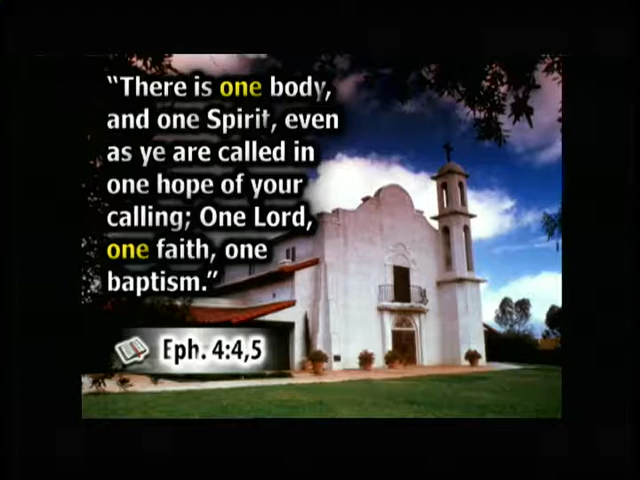 “There is one body,
and one Spirit, even
as ye are called in
one hope of your
calling; One Lord,
one faith, one
baptism.”
Eph. 4:4,5